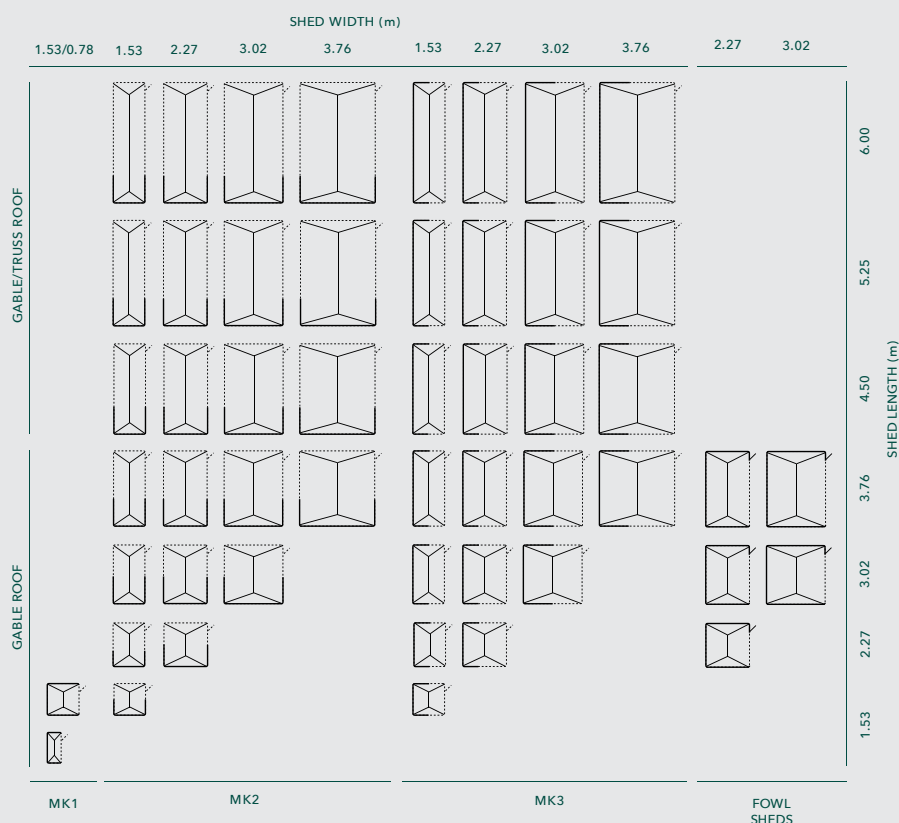 SHED WIDTH (m)
1.53/0.78 1.53 2.27 3.02 3.76 1.53 2.27 3.02 3.76 2.27 3.02
GABLE/TRUSS ROOF
GABLE ROOF
6.00
5.25
4.50
3.76
3.02
2.27
1.53
SHED LENGTH (m)
MK1 MK2 MK3 FOWL
SHEDS